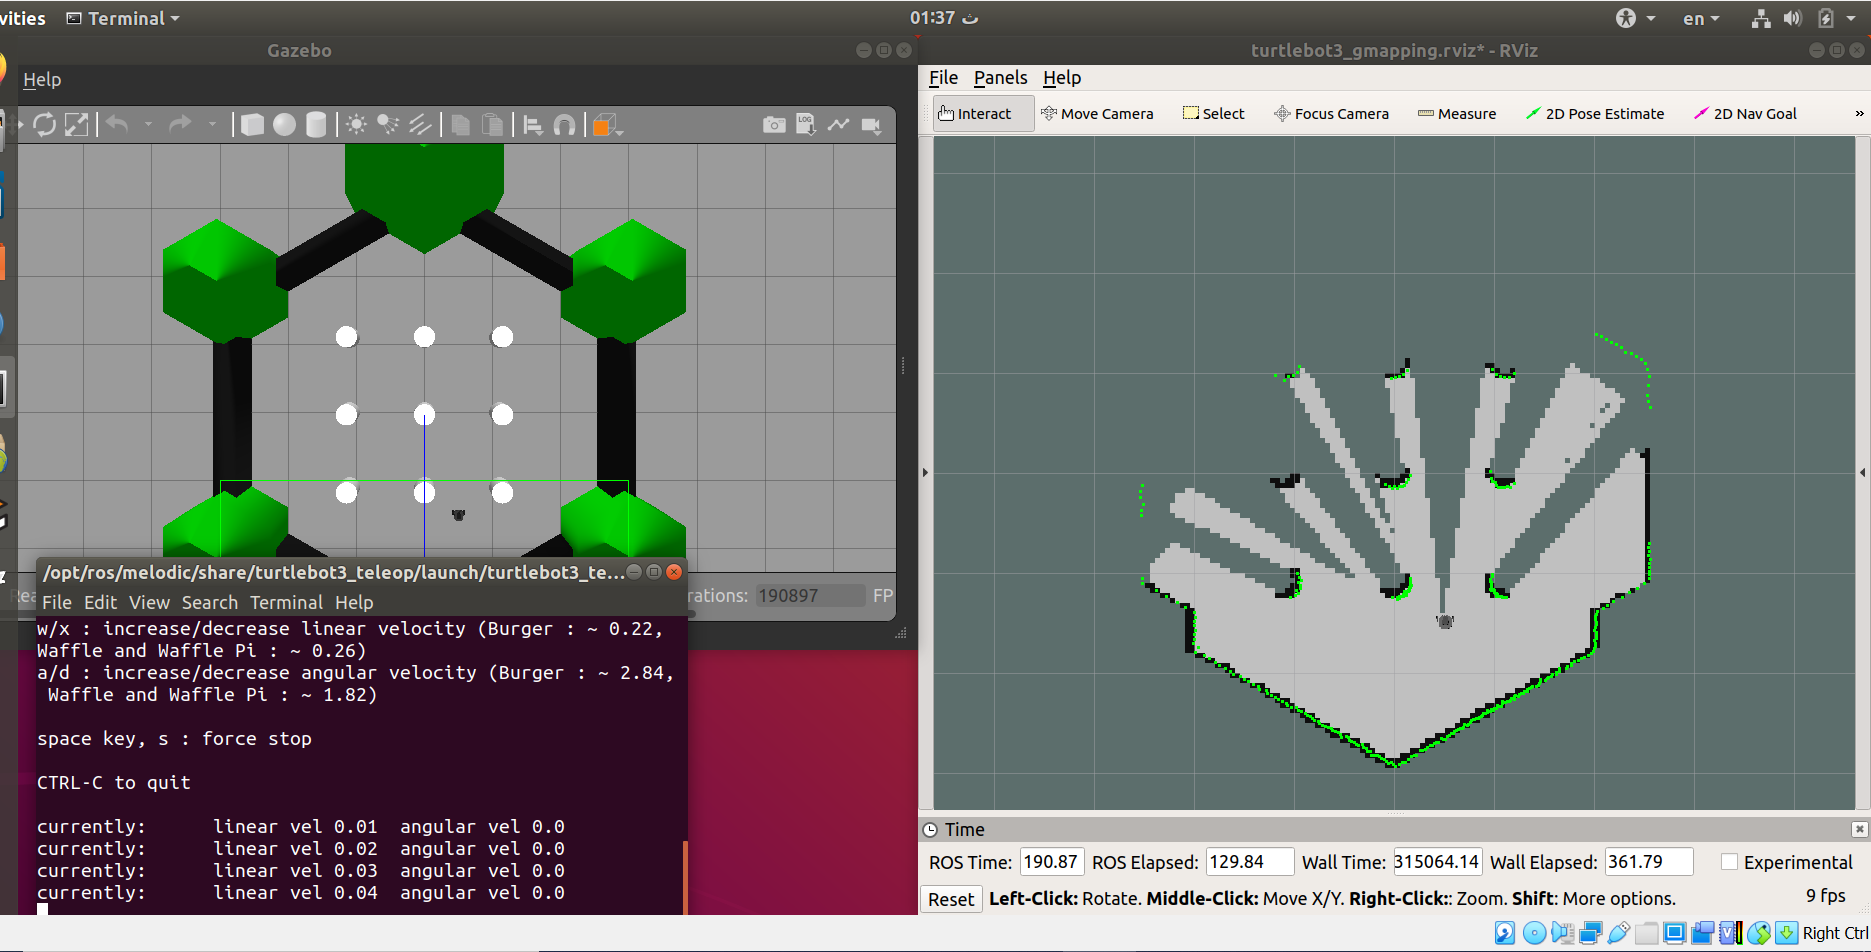 vities Terminal 01:37 ث en
Gazebo
Help
LOG
rations: 190897 FP
Rea
/opt/ros/melodic/share/turtlebot3_teleop/launch/turtlebot3_te...
File Edit View Search Terminal Help
w/x : increase/decrease linear velocity (Burger : ~ 0.22,
Waffle and Waffle Pi : ~ 0.26)
a/d : increase/decrease angular velocity (Burger : ~ 2.84,
Waffle and Waffle Pi : ~ 1.82)
space key, s : force stop
CTRL-C to quit
currently: linear vel 0.01 angular vel 0.0
currently: linear vel 0.02 angular vel 0.0
currently: linear vel 0.03 angular vel 0.0
currently: linear vel 0.04 angular vel 0.0
turtlebot3_gmapping.rviz* - RViz
File Panels Help
Interact Move Camera Select Focus Camera Measure 2D Pose Estimate 2D Nav Goal »
Time
ROS Time: 190.87 ROS Elapsed: 129.84 Wall Time: 315064.14 Wall Elapsed: 361.79 Experimental
Reset Left-Click: Rotate. Middle-Click: Move X/Y. Right-Click:: Zoom. Shift: More options. 9 fps
Right Ctrl